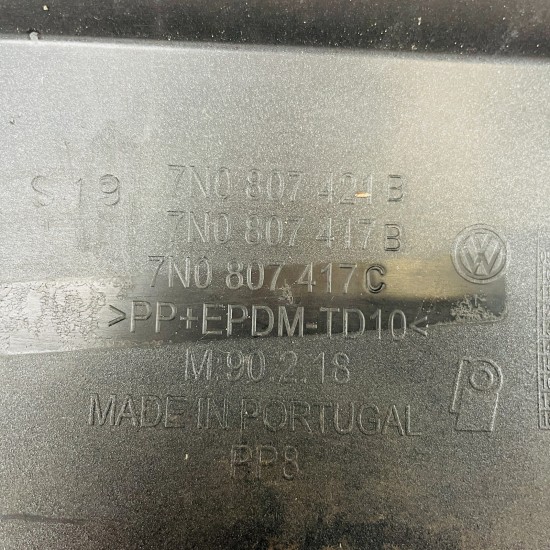 S 19
7N0 807 421 B
7N0 807 417 B
7N0 807 417 C
>PP+EPDM-TD10<
M:90.2.18
MADE IN PORTUGAL
PP8